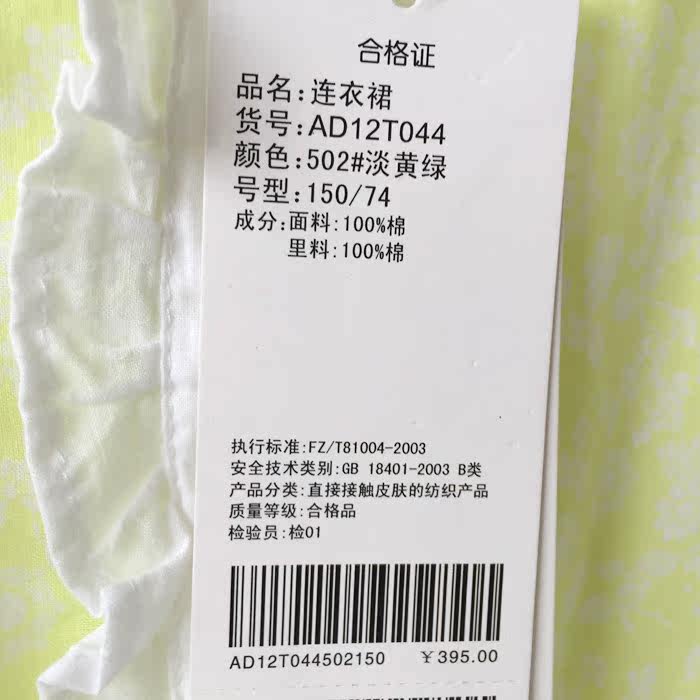 合格证
品名:连衣裙
货号:AD12T044
颜色:502#淡黄绿
号型:150/74
成分:面料:100%棉
里料:100%棉
执行标准:FZ/T81004-2003
安全技术类别:GB 18401-2003 B类
产品分类:直接接触皮肤的纺织产品
质量等级:合格品
检验员:检01
AD12T044502150 ￥395.00